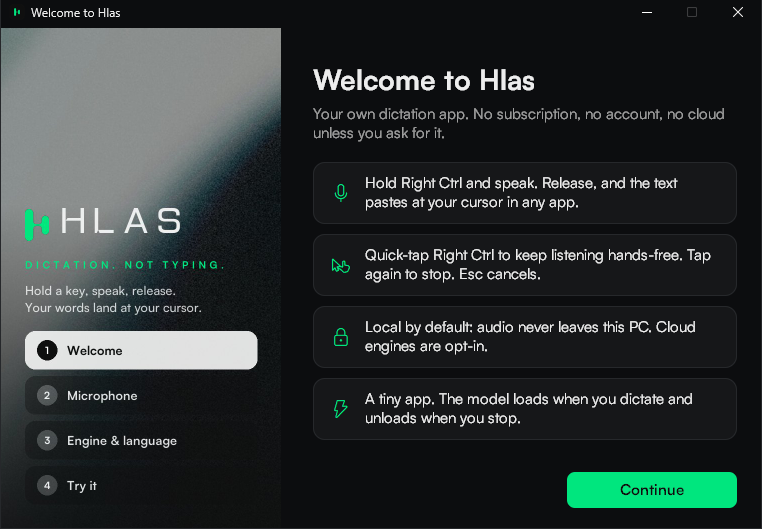 Welcome to Hlas
HLAS
DICTATION. NOT TYPING.
Hold a key, speak, release.
Your words land at your cursor.
1 Welcome
2 Microphone
3 Engine & language
4 Try it
Welcome to Hlas
Your own dictation app. No subscription, no account, no cloud
unless you ask for it.
Hold Right Ctrl and speak. Release, and the text
pastes at your cursor in any app.
Quick-tap Right Ctrl to keep listening hands-free. Tap
again to stop. Esc cancels.
Local by default: audio never leaves this PC. Cloud
engines are opt-in.
A tiny app. The model loads when you dictate and
unloads when you stop.
Continue